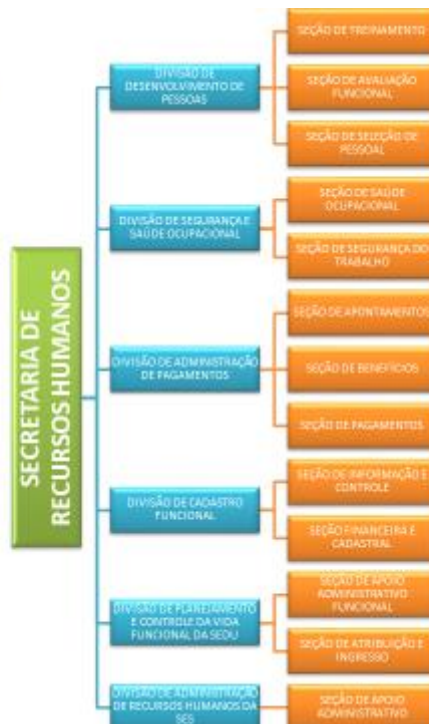 SECRETARIA DE
RECURSOS HUMANOS
DIVISÃO DE
DESENVOLVIMENTO DE
PESSOAS
SEÇÃO DE TREINAMENTO
SEÇÃO DE AVALIAÇÃO
FUNCIONAL
SEÇÃO DE SELEÇÃO DE
PESSOAL
DIVISÃO DE SEGURANÇA E
SAÚDE OCUPACIONAL
SEÇÃO DE SAÚDE
OCUPACIONAL
SEÇÃO DE SEGURANÇA DO
TRABALHO
DIVISÃO DE ADMINISTRAÇÃO
DE PAGAMENTOS
SEÇÃO DE APONTAMENTOS
SEÇÃO DE BENEFÍCIOS
SEÇÃO DE PAGAMENTOS
DIVISÃO DE CADASTRO
FUNCIONAL
SEÇÃO DE INFORMAÇÃO E
CONTROLE
SEÇÃO FINANCEIRA E
CADASTRAL
DIVISÃO DE PLANEJAMENTO
E CONTROLE DA VIDA
FUNCIONAL DA SEDU
SEÇÃO DE APOIO
ADMINISTRATIVO
FUNCIONAL
SEÇÃO DE ATRIBUIÇÃO E
INGRESSO
DIVISÃO DE ADMINISTRAÇÃO
DE RECURSOS HUMANOS DA
SES
SEÇÃO DE APOIO
ADMINISTRATIVO